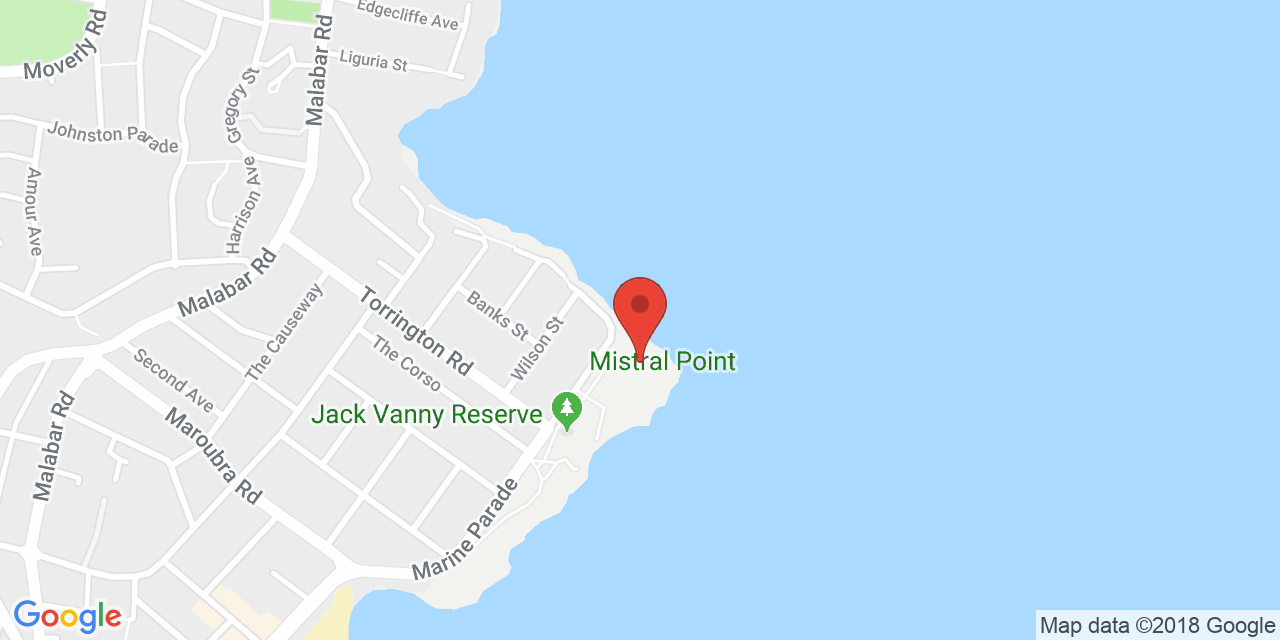 Edgecliffe Ave
Moverly Rd
Malabar Rd
Liguria St
Gregory St
Johnston Parade
Amour Ave
Harrison Ave
Malabar Rd
The Causeway
Torrington Rd
Banks St
Wilson St
The Corso
Second Ave
Mistral Point
Jack Vanny Reserve
Malabar Rd
Maroubra Rd
Marine Parade
Google
Map data ©2018 Google